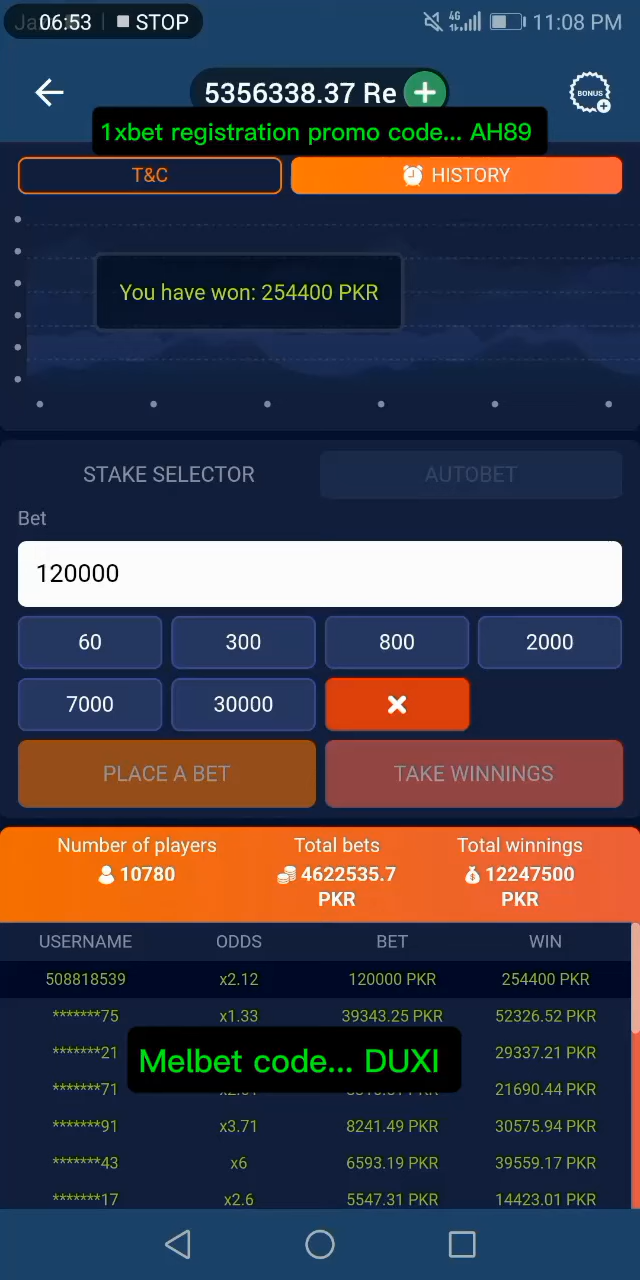 06:53 STOP
4G
11:08 PM
5356338.37 Re
BONUS
1xbet registration promo code... AH89
T&C
HISTORY
You have won: 254400 PKR
STAKE SELECTOR
AUTOBET
Bet
120000
60 300 800 2000
7000 30000
PLACE A BET
TAKE WINNINGS
Number of players Total bets Total winnings
10780 4622535.7 12247500
PKR PKR
USERNAME ODDS BET WIN
508818539 x2.12 120000 PKR 254400 PKR
*******75 x1.33 39343.25 PKR 52326.52 PKR
*******21 29337.21 PKR
Melbet code... DUXI
*******71 21690.44 PKR
*******91 x3.71 8241.49 PKR 30575.94 PKR
*******43 x6 6593.19 PKR 39559.17 PKR
*******17 x2.6 5547.31 PKR 14423.01 PKR